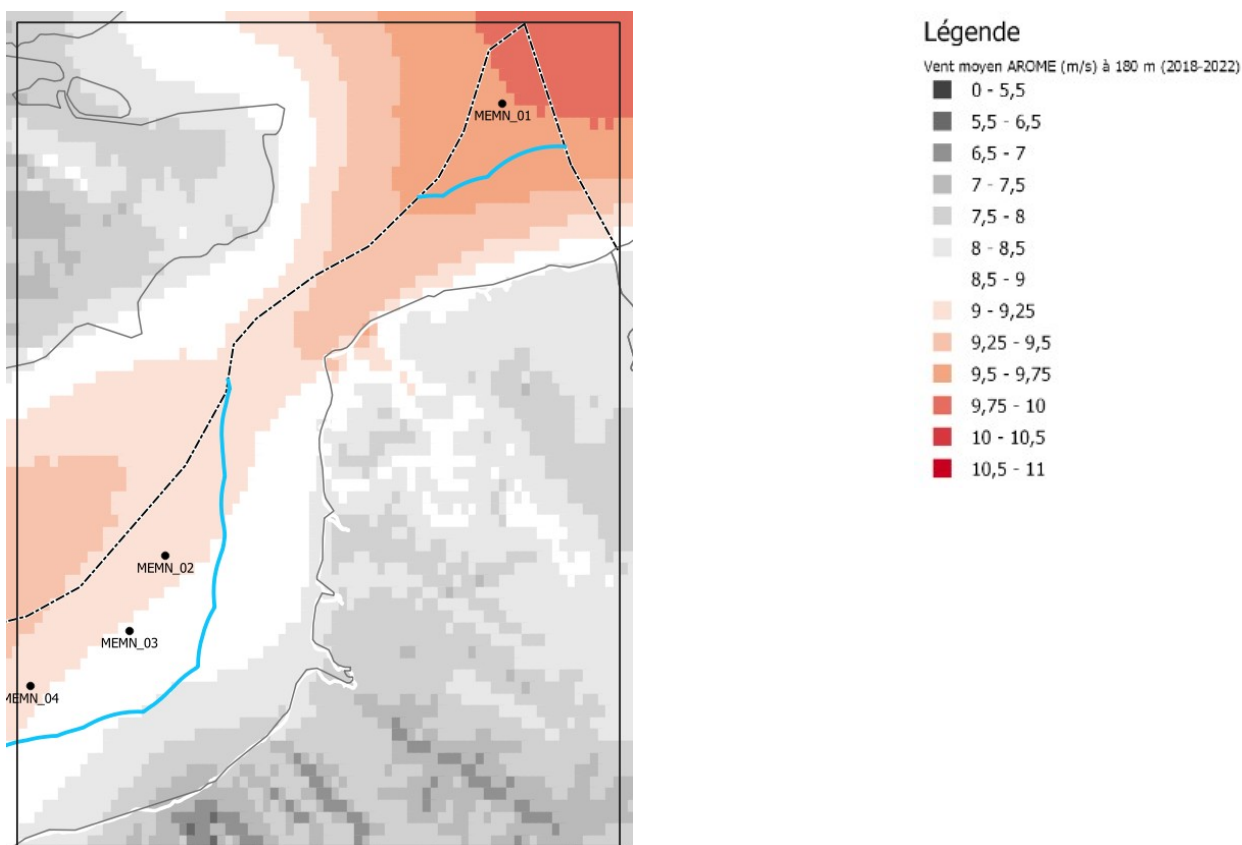 MEMN_01
MEMN_02
MEMN_03
MEMN_04
Légende
Vent moyen AROME (m/s) à 180 m (2018-2022)
0 - 5,5
5,5 - 6,5
6,5 - 7
7 - 7,5
7,5 - 8
8 - 8,5
8,5 - 9
9 - 9,25
9,25 - 9,5
9,5 - 9,75
9,75 - 10
10 - 10,5
10,5 - 11